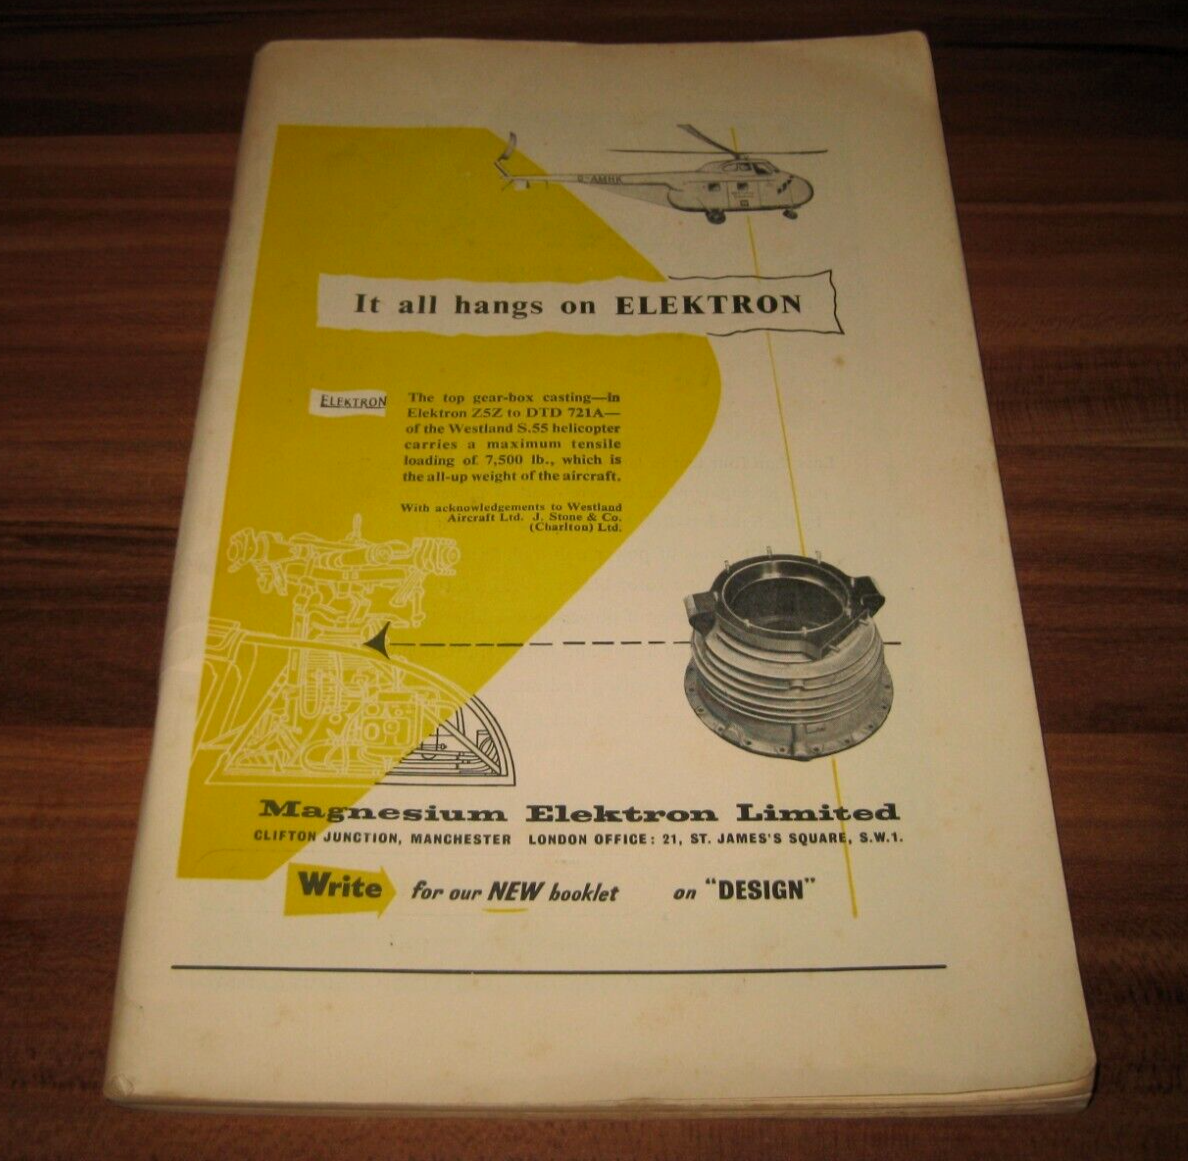 G-AMHK
It all hangs on ELEKTRON
ELEKTRON
The top gear-box casting—in
Elektron Z5Z to DTD 721A—
of the Westland S.55 helicopter
carries a maximum tensile
loading of 7,500 lb., which is
the all-up weight of the aircraft.
With acknowledgements to Westland
Aircraft Ltd. J. Stone & Co.
(Charlton) Ltd.
Magnesium Elektron Limited
CLIFTON JUNCTION, MANCHESTER LONDON OFFICE: 21, ST. JAMES'S SQUARE, S.W.1.
Write for our NEW booklet on "DESIGN"